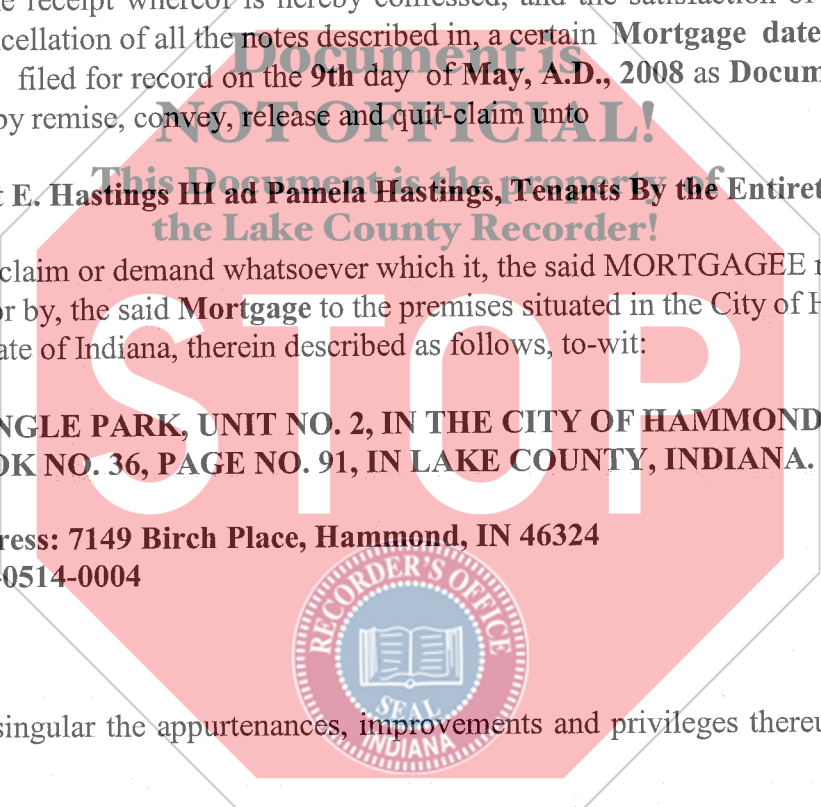 receipt whereof is hereby confessed, and the satisfaction of
cellation of all the notes described in, a certain Mortgage date
filed for record on the 9th day of May, A.D., 2008 as Docum
by remise, convey, release and quit-claim unto
E. Hastings III ad Pamela Hastings, Tenants By the Entiret
claim or demand whatsoever which it, the said MORTGAGEE
or by, the said Mortgage to the premises situated in the City of H
ate of Indiana, therein described as follows, to-wit:
NGLE PARK, UNIT NO. 2, IN THE CITY OF HAMMOND
OK NO. 36, PAGE NO. 91, IN LAKE COUNTY, INDIANA.
ress: 7149 Birch Place, Hammond, IN 46324
-0514-0004
singular the appurtenances, improvements and privileges thereu
Document is
NOT OFFICIAL!
This Document is the property of
the Lake County Recorder!
STOP
RECORDER'S OFFICE
SEAL
INDIANA